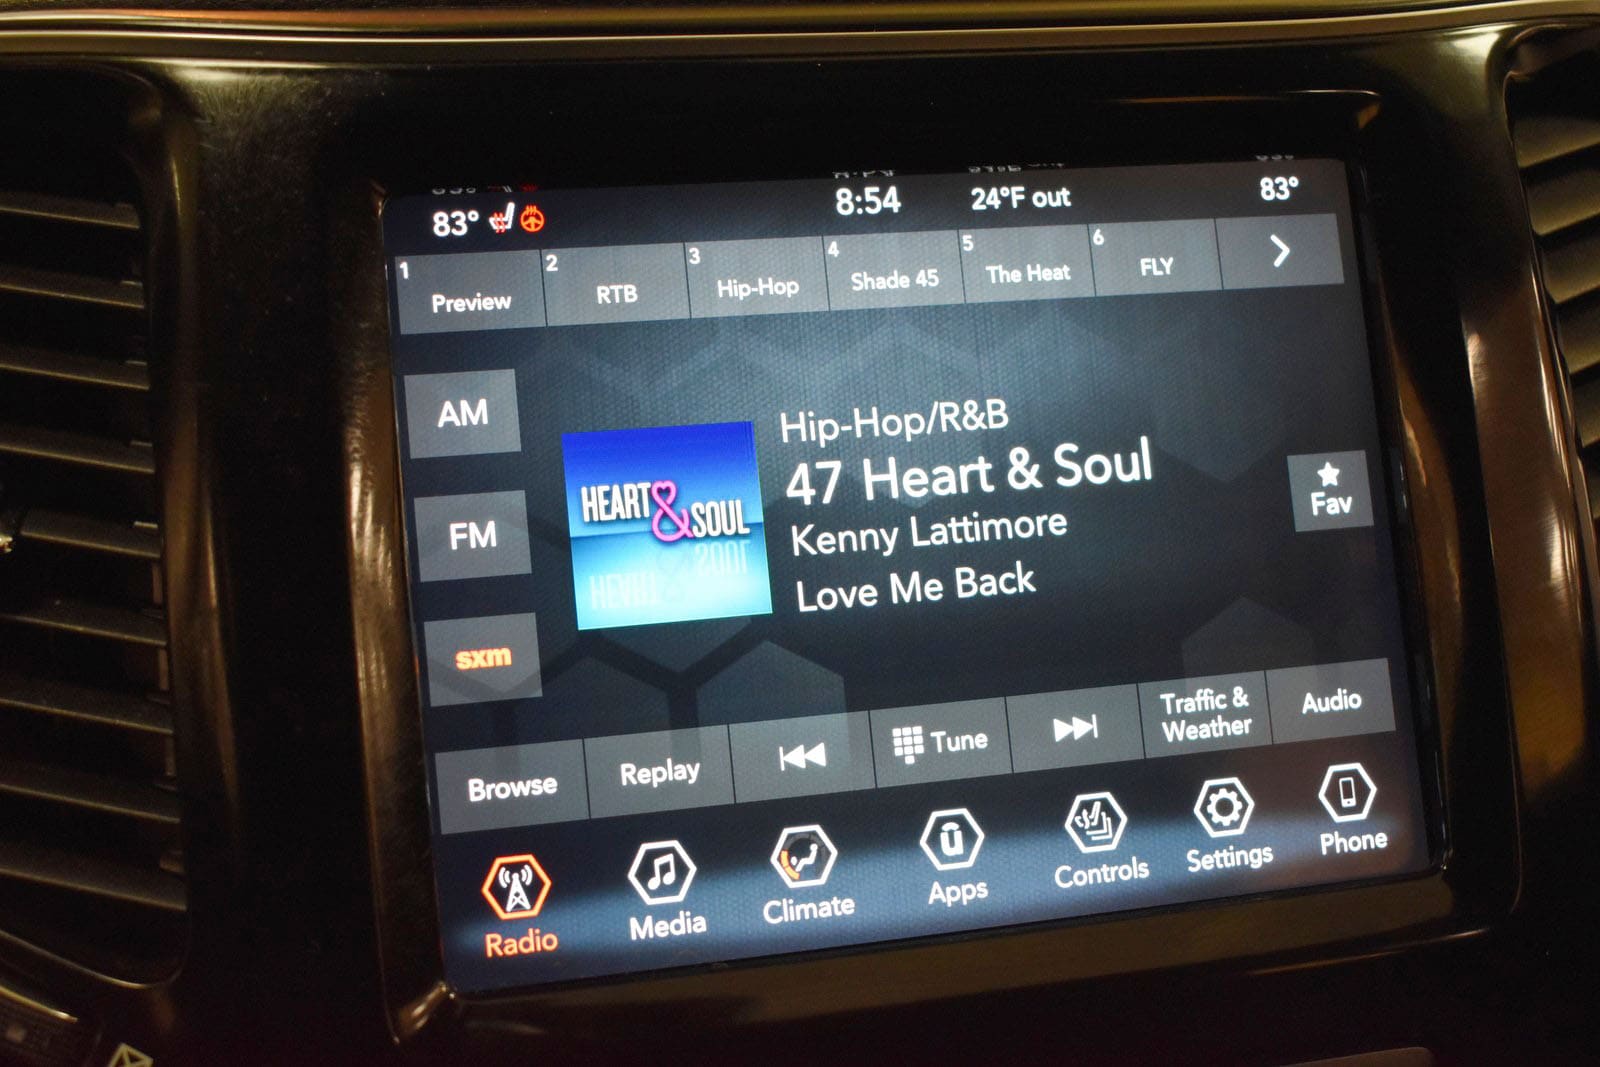 83° 8:54 24°F out 83°
1 Preview 2 RTB 3 Hip-Hop 4 Shade 45 5 The Heat 6 FLY
AM
FM
sxm
HEART & SOUL
Hip-Hop/R&B
47 Heart & Soul
Kenny Lattimore
Love Me Back
Fav
Browse Replay Tune Traffic & Weather Audio
Radio Media Climate Apps Controls Settings Phone